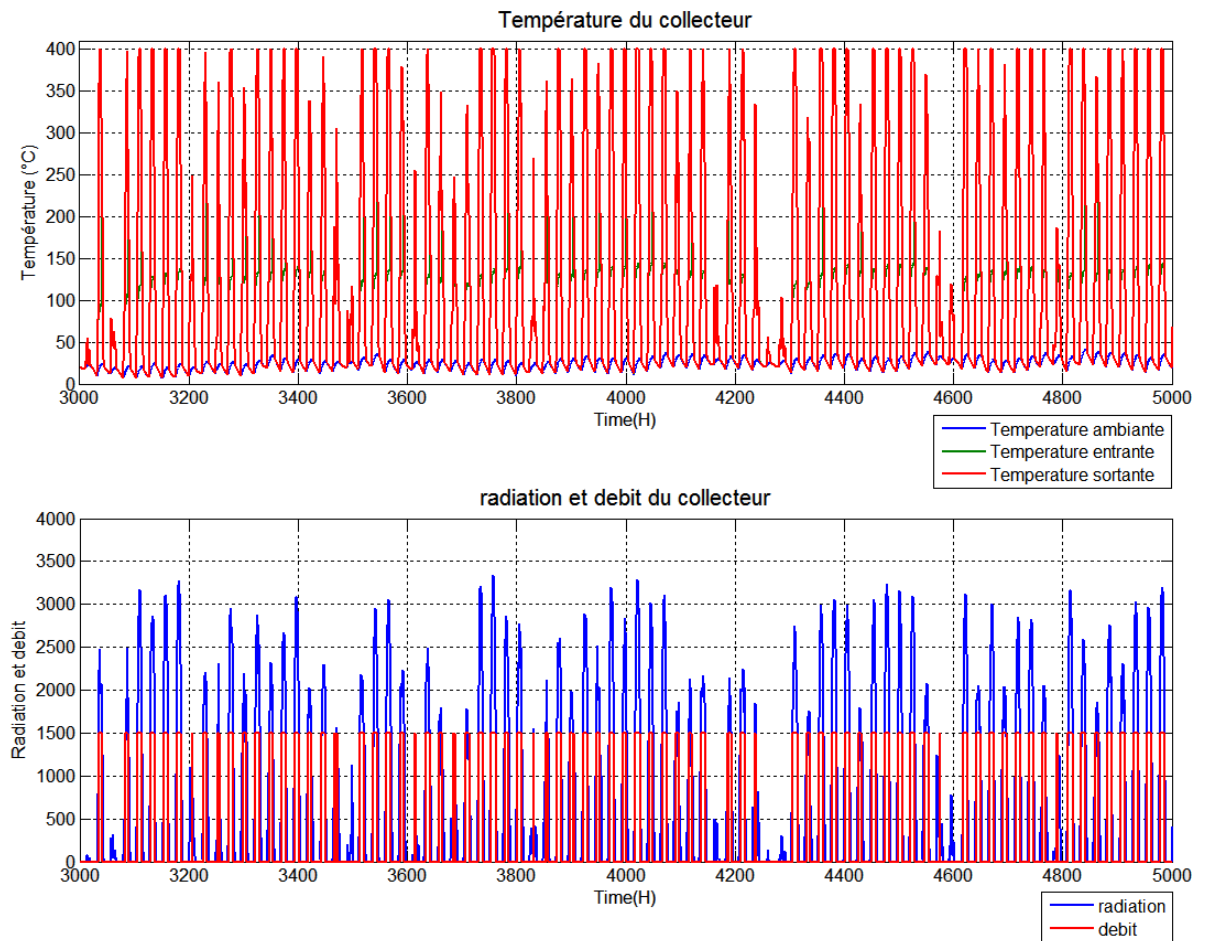 Température du collecteur
400
350
300
250
200
150
100
50
0
Température (°C)
3000 3200 3400 3600 3800 4000 4200 4400 4600 4800 5000
Time(H)
Temperature ambiante
Temperature entrante
Temperature sortante
radiation et debit du collecteur
4000
3500
3000
2500
2000
1500
1000
500
0
Radiation et debit
3000 3200 3400 3600 3800 4000 4200 4400 4600 4800 5000
Time(H)
radiation
debit